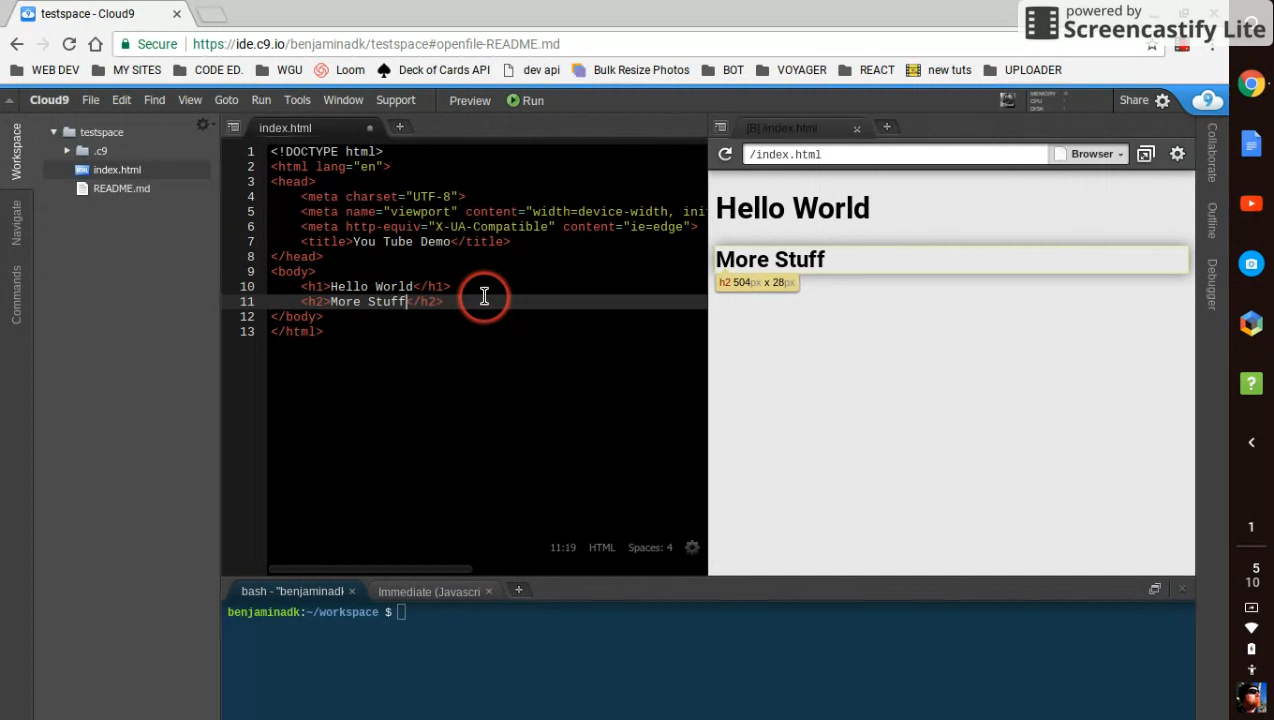 testspace - Cloud9
powered by
Screencastify Lite
Secure
https://ide.c9.io/benjaminadk/testspace#openfile-README.md
WEB DEV
MY SITES
CODE ED.
WGU
Loom
Deck of Cards API
dev api
Bulk Resize Photos
BOT
VOYAGER
REACT
new tuts
UPLOADER
Cloud9 File Edit Find View Goto Run Tools Window Support Preview Run
MEMORY
CPU
DISK
Share
Workspace
Navigate
Commands
testspace
.c9
index.html
README.md
index.html
1 <!DOCTYPE html>
2 <html lang="en">
3 <head>
4 <meta charset="UTF-8">
5 <meta name="viewport" content="width=device-width, ini
6 <meta http-equiv="X-UA-Compatible" content="ie=edge">
7 <title>You Tube Demo</title>
8 </head>
9 <body>
10 <h1>Hello World</h1>
11 <h2>More Stuff</h2>
12 </body>
13 </html>
11:19 HTML Spaces: 4
[B] /index.html
/index.html
Browser
Hello World
More Stuff
h2 504px x 28px
Collaborate
Outline
Debugger
bash - "benjaminadk
Immediate (Javascri
benjaminadk:~/workspace $
1
5
10